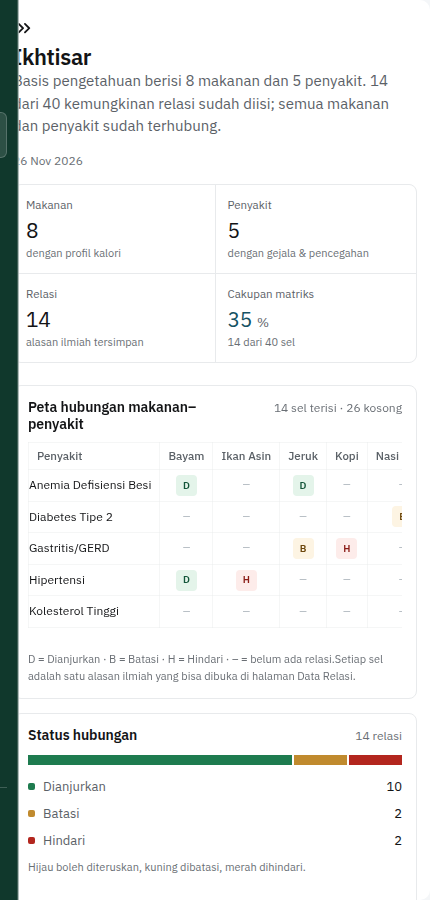 Ikhtisar
Basis pengetahuan berisi 8 makanan dan 5 penyakit. 14
dari 40 kemungkinan relasi sudah diisi; semua makanan
dan penyakit sudah terhubung.
26 Nov 2026
Makanan
8
dengan profil kalori
Penyakit
5
dengan gejala & pencegahan
Relasi
14
alasan ilmiah tersimpan
Cakupan matriks
35 %
14 dari 40 sel
Peta hubungan makanan–
penyakit
14 sel terisi · 26 kosong
Penyakit Bayam Ikan Asin Jeruk Kopi Nasi
Anemia Defisiensi Besi D – D – –
Diabetes Tipe 2 – – – –
Gastritis/GERD – – B H –
Hipertensi D H – – –
Kolesterol Tinggi – – – – –
D = Dianjurkan · B = Batasi · H = Hindari · – = belum ada relasi.Setiap sel
adalah satu alasan ilmiah yang bisa dibuka di halaman Data Relasi.
Status hubungan
14 relasi
Dianjurkan 10
Batasi 2
Hindari 2
Hijau boleh diteruskan, kuning dibatasi, merah dihindari.